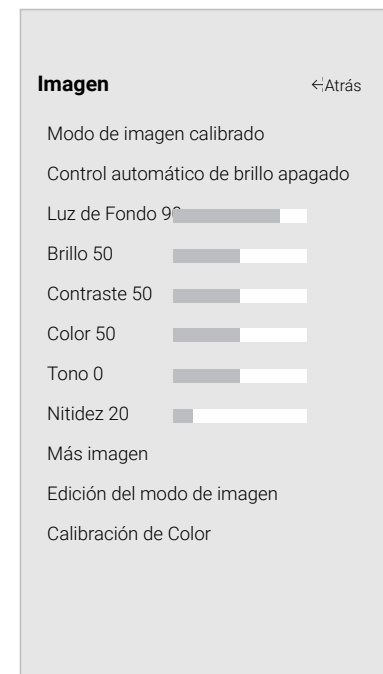 Imagen
←Atrás
Modo de imagen calibrado
Control automático de brillo apagado
Luz de Fondo
Brillo 50
Contraste 50
Color 50
Tono 0
Nitidez 20
Más imagen
Edición del modo de imagen
Calibración de Color